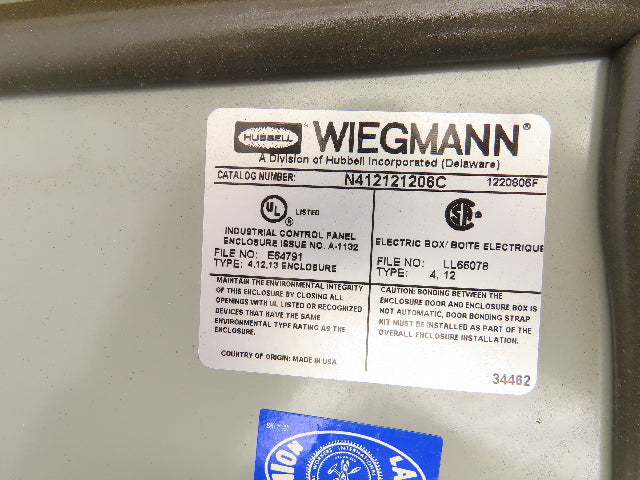 HUBBELL WIEGMANN®
A Division of Hubbell Incorporated (Delaware)
CATALOG NUMBER: N412121206C 1220806F
UL ® LISTED
INDUSTRIAL CONTROL PANEL
ENCLOSURE ISSUE NO. A-1132
FILE NO: E64791
TYPE: 4,12,13 ENCLOSURE
SA ®
ELECTRIC BOX/ BOITE ELECTRIQUE
FILE NO: LL66078
TYPE: 4, 12
MAINTAIN THE ENVIRONMENTAL INTEGRITY
OF THIS ENCLOSURE BY CLOSING ALL
OPENINGS WITH UL LISTED OR RECOGNIZED
DEVICES THAT HAVE THE SAME
ENVIRONMENTAL TYPE RATING AS THE
ENCLOSURE.
COUNTRY OF ORIGIN: MADE IN USA
CAUTION: BONDING BETWEEN THE
ENCLOSURE DOOR AND ENCLOSURE BOX IS
NOT AUTOMATIC, DOOR BONDING STRAP
KIT MUST BE INSTALLED AS PART OF THE
OVERALL ENCLOSURE INSTALLATION.
34462
WORKERS INTERNATIONAL